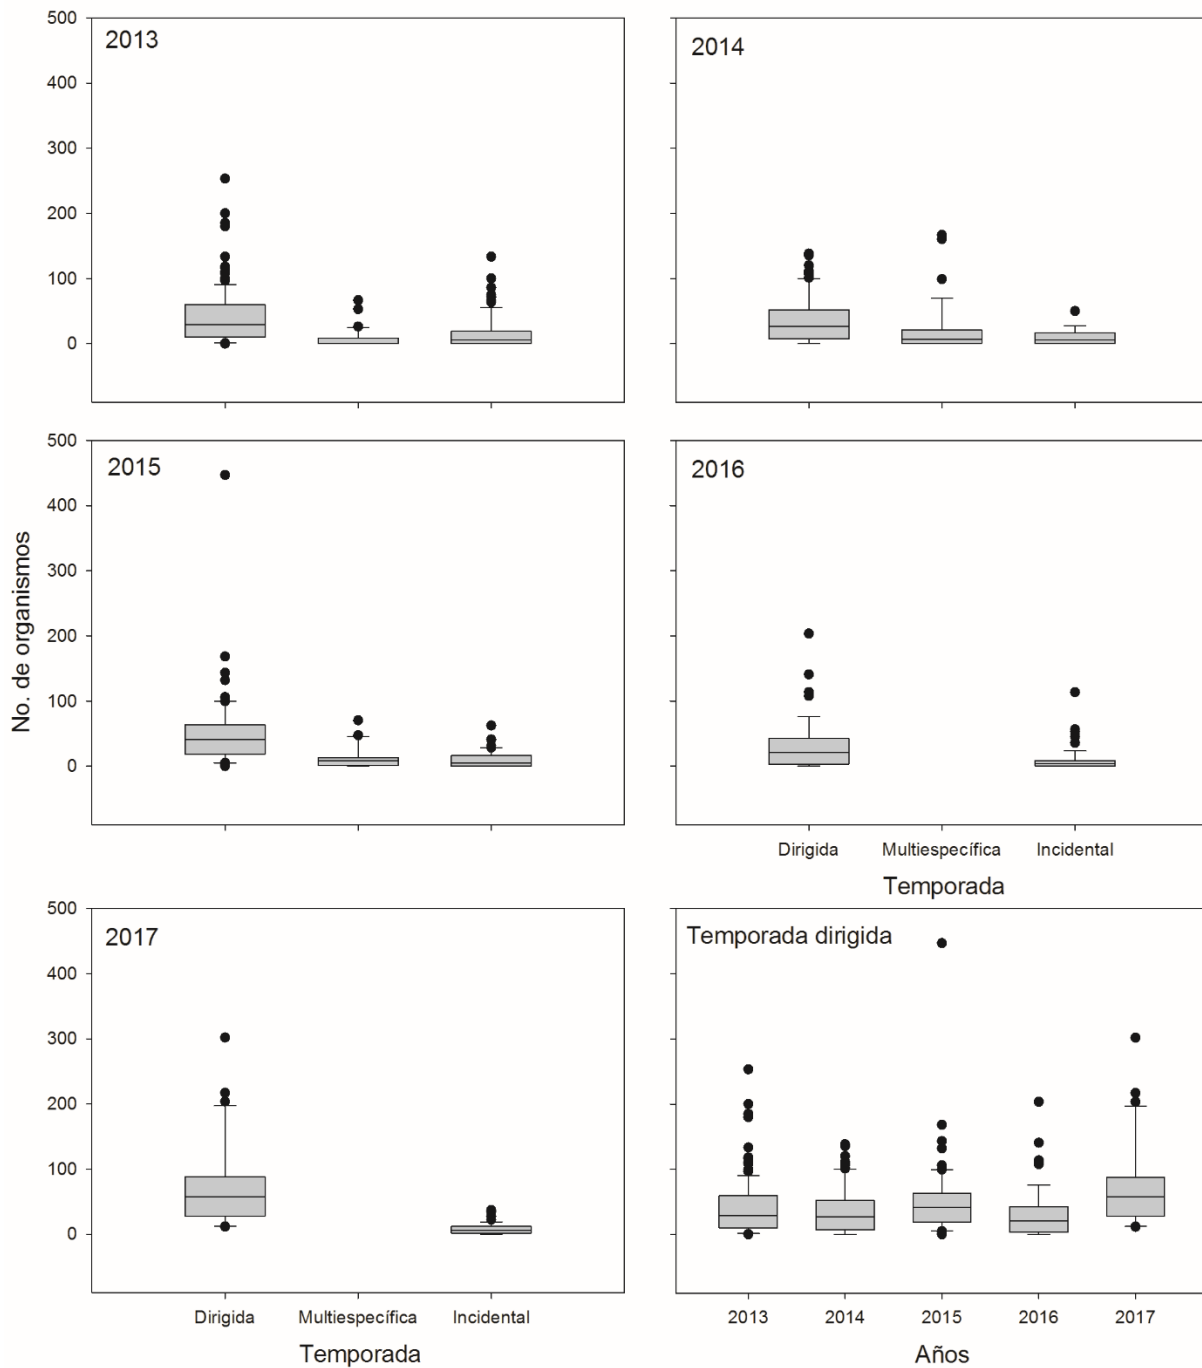 2013
500
400
300
200
100
0
2014
2015
500
400
300
200
100
0
No. de organismos
2016
Dirigida Multiespecífica Incidental
Temporada
2017
500
400
300
200
100
0
Dirigida Multiespecífica Incidental
Temporada
Temporada dirigida
2013 2014 2015 2016 2017
Años